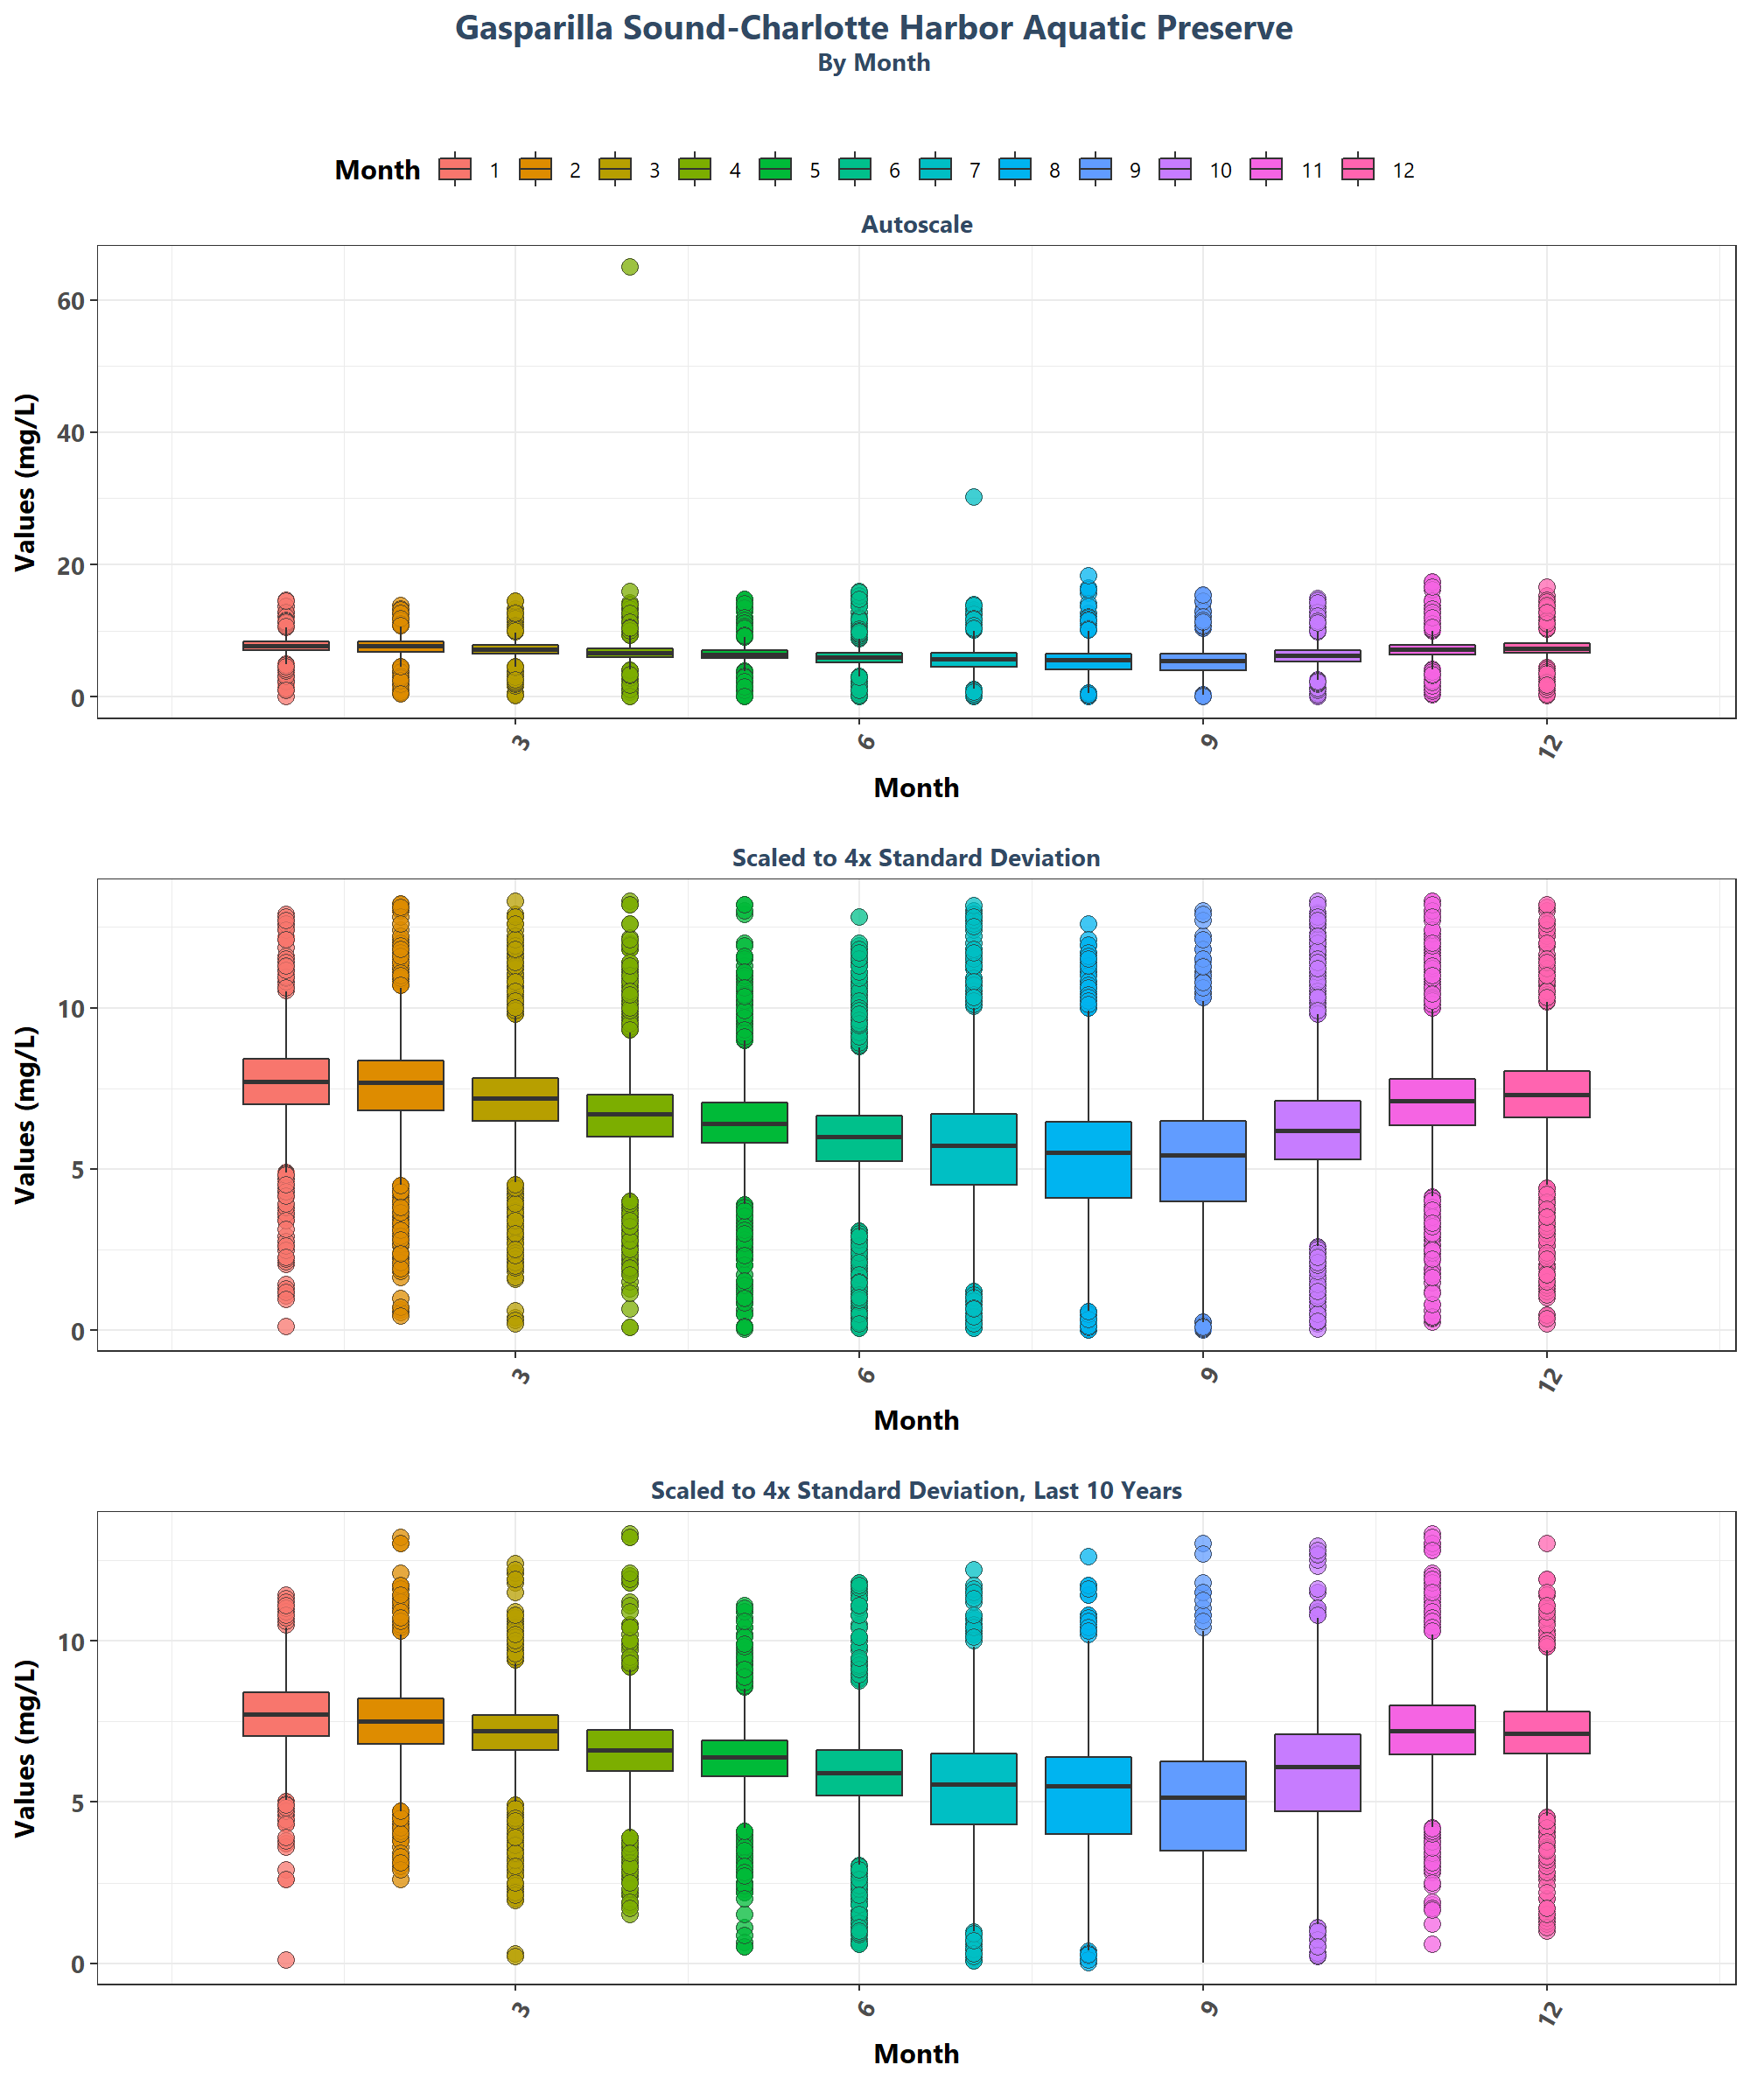 Gasparilla Sound-Charlotte Harbor Aquatic Preserve
By Month
Month 1 2 3 4 5 6 7 8 9 10 11 12
Autoscale
Values (mg/L)
60
40
20
0
3 6 9 12
Month
Scaled to 4x Standard Deviation
Values (mg/L)
10
5
0
3 6 9 12
Month
Scaled to 4x Standard Deviation, Last 10 Years
Values (mg/L)
10
5
0
3 6 9 12
Month